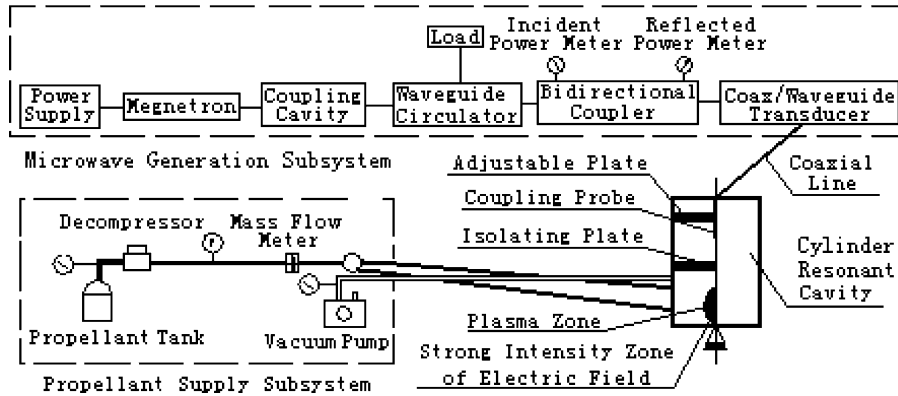 Incident
Power Meter
Reflected
Power Meter
Load
Power
Supply
Megnetron
Coupling
Cavity
Waveguide
Circulator
Bidirectional
Coupler
Coax/Waveguide
Transducer
Microwave Generation Subsystem
Adjustable Plate
Coaxial
Line
Coupling Probe
Decompressor
Mass Flow
Meter
Isolating Plate
Cylinder
Resonant
Cavity
Propellant Tank
Vacuum Pump
Plasma Zone
Strong Intensity Zone
of Electric Field
Propellant Supply Subsystem